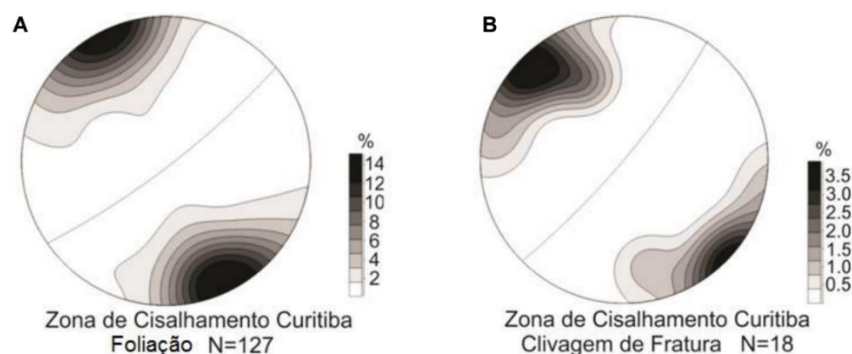 A
B
%
14
12
10
8
6
4
2
%
3.5
3.0
2.5
2.0
1.5
1.0
0.5
Zona de Cisalhamento Curitiba
Foliação N=127
Zona de Cisalhamento Curitiba
Clivagem de Fratura N=18